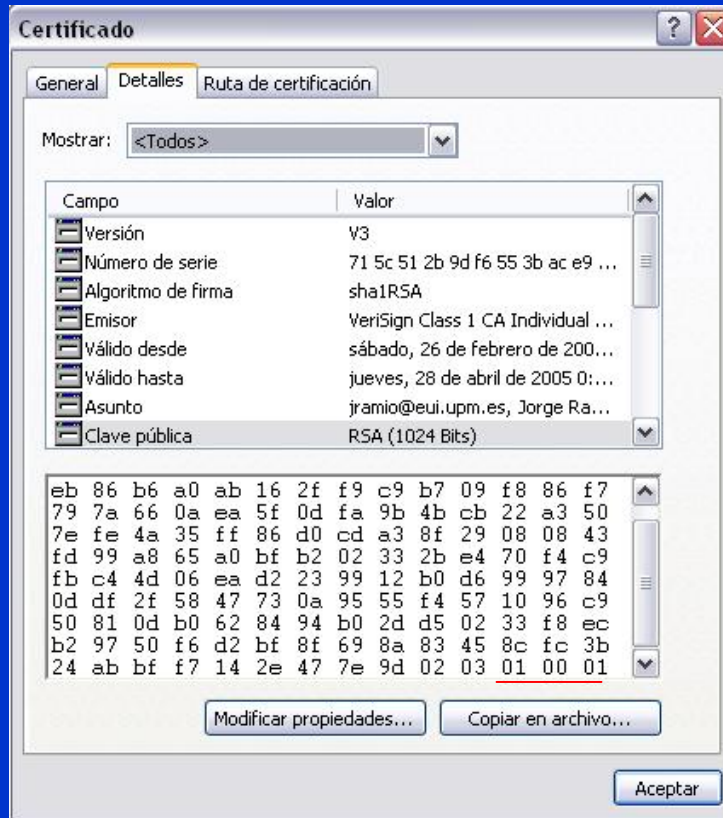 Certificado
General Detalles Ruta de certificación
Mostrar: <Todos>
Campo Valor
Versión V3
Número de serie 71 5c 51 2b 9d f6 55 3b ac e9 ...
Algoritmo de firma sha1RSA
Emisor VeriSign Class 1 CA Individual ...
Válido desde sábado, 26 de febrero de 200...
Válido hasta jueves, 28 de abril de 2005 0:...
Asunto jramio@eui.upm.es, Jorge Ra...
Clave pública RSA (1024 Bits)
eb 86 b6 a0 ab 16 2f f9 c9 b7 09 f8 86 f7
79 7a 66 0a ea 5f 0d fa 9b 4b cb 22 a3 50
7e fe 4a 35 ff 86 d0 cd a3 8f 29 08 08 43
fd 99 a8 65 a0 bf b2 02 33 2b e4 70 f4 c9
fb c4 4d 06 ea d2 23 99 12 b0 d6 99 97 84
0d df 2f 58 47 73 0a 95 55 f4 57 10 96 c9
50 81 0d b0 62 84 94 b0 2d d5 02 33 f8 ec
b2 97 50 f6 d2 bf 8f 69 8a 83 45 8c fc 3b
24 ab bf f7 14 2e 47 7e 9d 02 03 01 00 01
Modificar propiedades... Copiar en archivo...
Aceptar